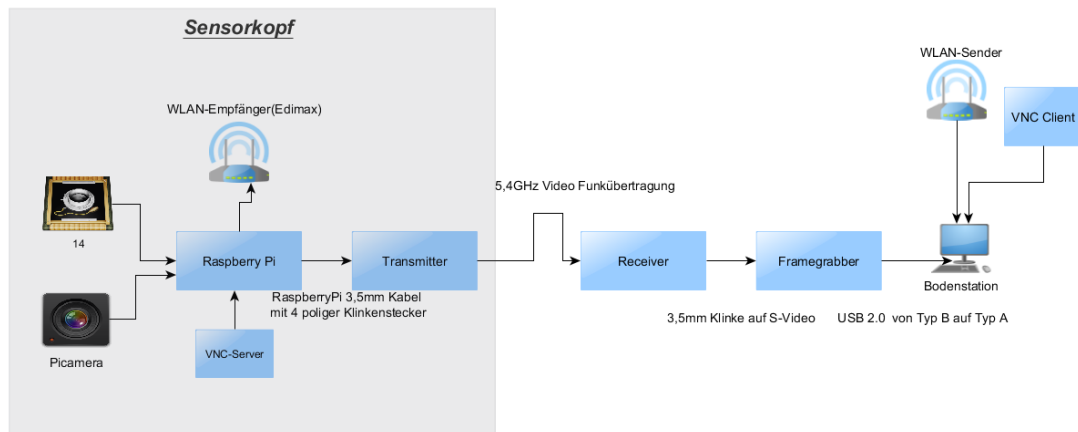 Sensorkopf
WLAN-Sender
WLAN-Empfänger(Edimax)
VNC Client
5,4GHz Video Funkübertragung
14
Raspberry Pi
Transmitter
Receiver
Framegrabber
Bodenstation
RaspberryPi 3,5mm Kabel
mit 4 poliger Klinkenstecker
3,5mm Klinke auf S-Video
USB 2.0 von Typ B auf Typ A
VNC-Server
Picamera